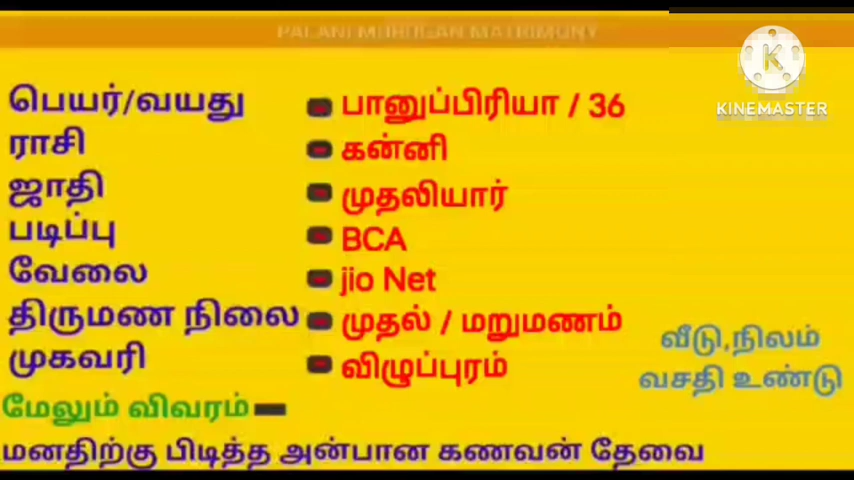 PALANI MURUGAN MATRIMONY
KINEMASTER
பெயர்/வயது - பானுப்பிரியா / 36
ராசி - கன்னி
ஜாதி - முதலியார்
படிப்பு - BCA
வேலை - jio Net
திருமண நிலை - முதல் / மறுமணம்
முகவரி - விழுப்புரம்
வீடு,நிலம்
வசதி உண்டு
மேலும் விவரம் -
மனதிற்கு பிடித்த அன்பான கணவன் தேவை